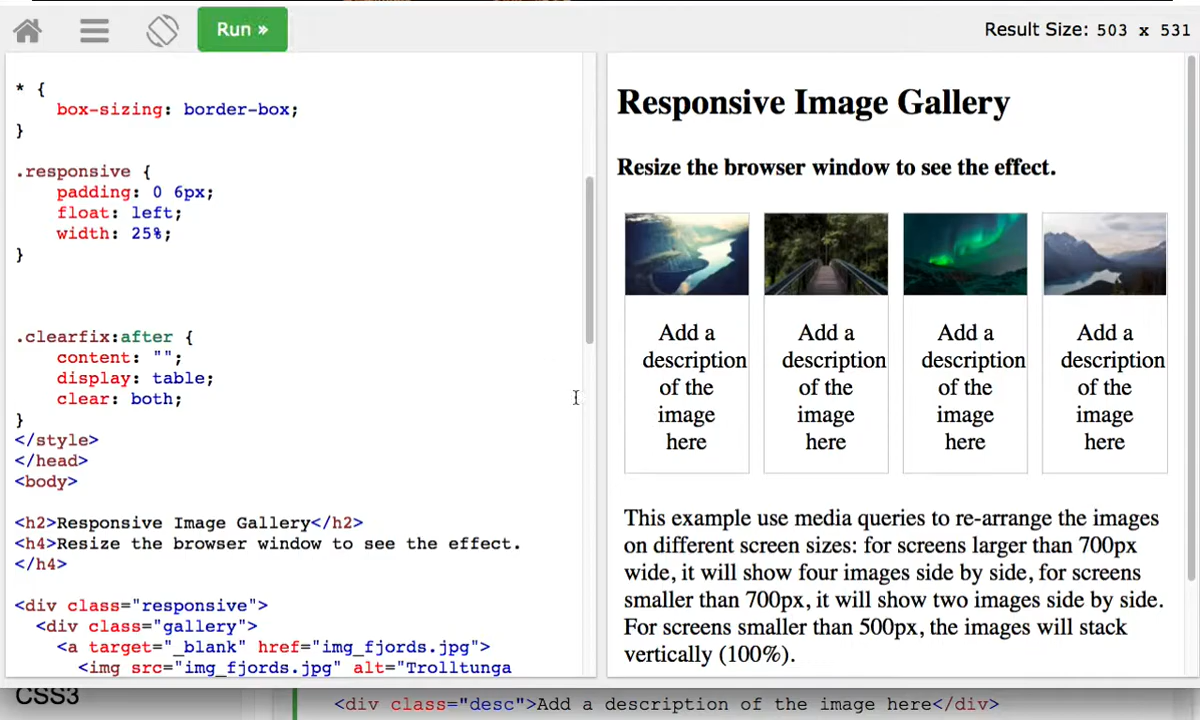 Run »
Result Size: 503 x 531
* {
box-sizing: border-box;
}
.responsive {
padding: 0 6px;
float: left;
width: 25%;
}
.clearfix:after {
content: "";
display: table;
clear: both;
}
</style>
</head>
<body>
<h2>Responsive Image Gallery</h2>
<h4>Resize the browser window to see the effect.
</h4>
<div class="responsive">
<div class="gallery">
<a target="_blank" href="img_fjords.jpg">
<img src="img_fjords.jpg" alt="Trolltunga
Responsive Image Gallery
Resize the browser window to see the effect.
Add a
description
of the
image
here
Add a
description
of the
image
here
Add a
description
of the
image
here
Add a
description
of the
image
here
This example use media queries to re-arrange the images
on different screen sizes: for screens larger than 700px
wide, it will show four images side by side, for screens
smaller than 700px, it will show two images side by side.
For screens smaller than 500px, the images will stack
vertically (100%).
CSS3
<div class="desc">Add a description of the image here</div>